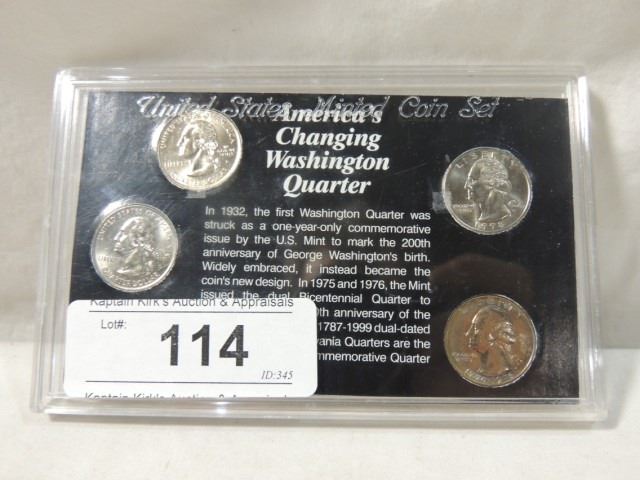 United States Minted Coin Set
America's
Changing
Washington
Quarter
In 1932, the first Washington Quarter was
struck as a one-year-only commemorative
issue by the U.S. Mint to mark the 200th
anniversary of George Washington's birth.
Widely embraced, it instead became the
coin's new design. In 1975 and 1976, the Mint
issued the dual Bicentennial Quarter to
anniversary of the
1787-1999 dual-dated
Quarters are the
Quarter
Kaptain Kirk's Auction & Appraisals
Lot#:
114
ID:345
LIBERTY
1998